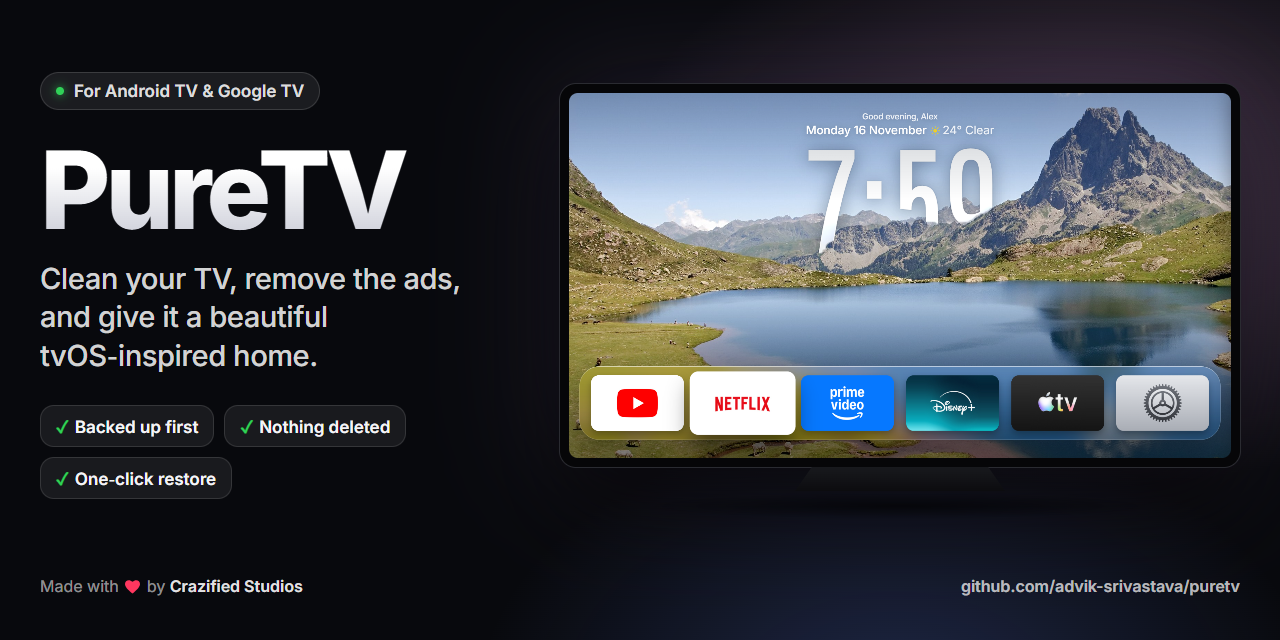 For Android TV & Google TV
PureTV
Clean your TV, remove the ads,
and give it a beautiful
tvOS-inspired home.
✓ Backed up first
✓ Nothing deleted
✓ One-click restore
Made with ❤ by Crazified Studios
Good evening, Alex
Monday 16 November ☀ 24° Clear
7:50
NETFLIX
prime
video
Disney+
tv
github.com/advik-srivastava/puretv